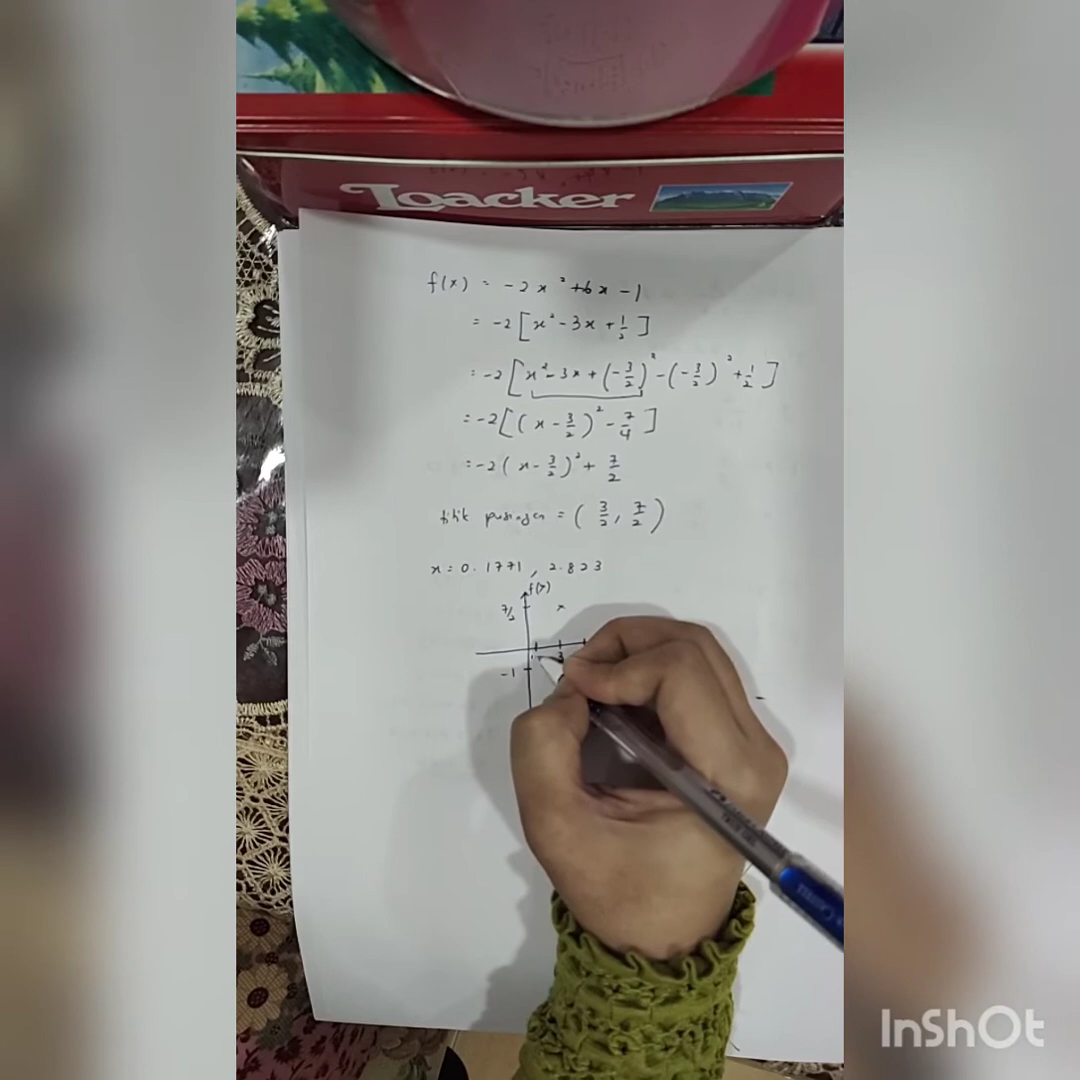 Loacker
f(x) = -2x² +6x -1
= -2[x² - 3x + 1/2]
= -2[x² - 3x + (-3/2)² - (-3/2)² + 1/2]
= -2[(x - 3/2)² - 7/4]
= -2(x - 3/2)² + 7/2
titik pusingan = (3/2, 7/2)
x = 0.1771, 2.823
f(x)
7/2
3
-1
InShOt